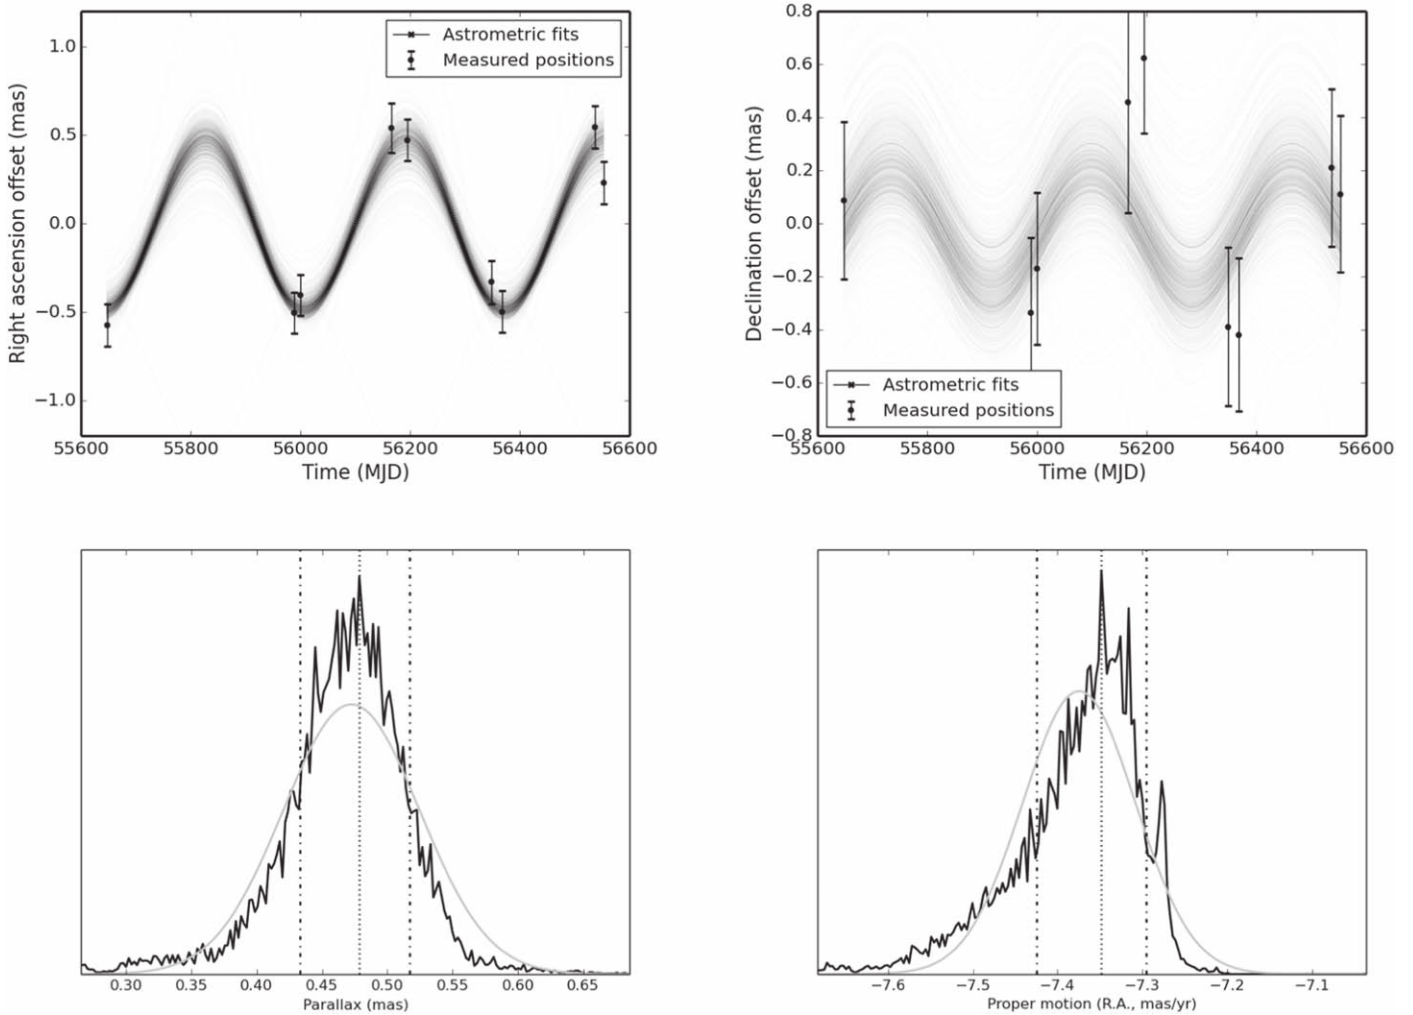 Astrometric fits
Measured positions
1.0
0.5
0.0
−0.5
−1.0
Right ascension offset (mas)
55600 55800 56000 56200 56400 56600
Time (MJD)
0.8
0.6
0.4
0.2
0.0
−0.2
−0.4
−0.6
−0.8
Declination offset (mas)
Astrometric fits
Measured positions
55600 55800 56000 56200 56400 56600
Time (MJD)
0.30 0.35 0.40 0.45 0.50 0.55 0.60 0.65
Parallax (mas)
−7.6 −7.5 −7.4 −7.3 −7.2 −7.1
Proper motion (R.A., mas/yr)